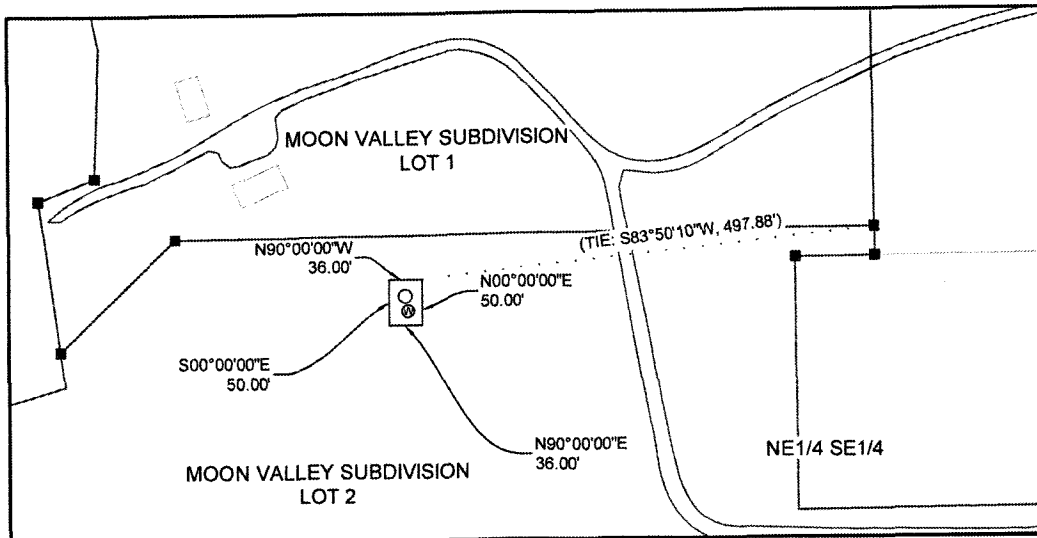 MOON VALLEY SUBDIVISION
LOT 1
(TIE: S83°50'10"W, 497.88')
N90°00'00"W
36.00'
N00°00'00"E
50.00'
W
S00°00'00"E
50.00'
N90°00'00"E
36.00'
NE1/4 SE1/4
MOON VALLEY SUBDIVISION
LOT 2